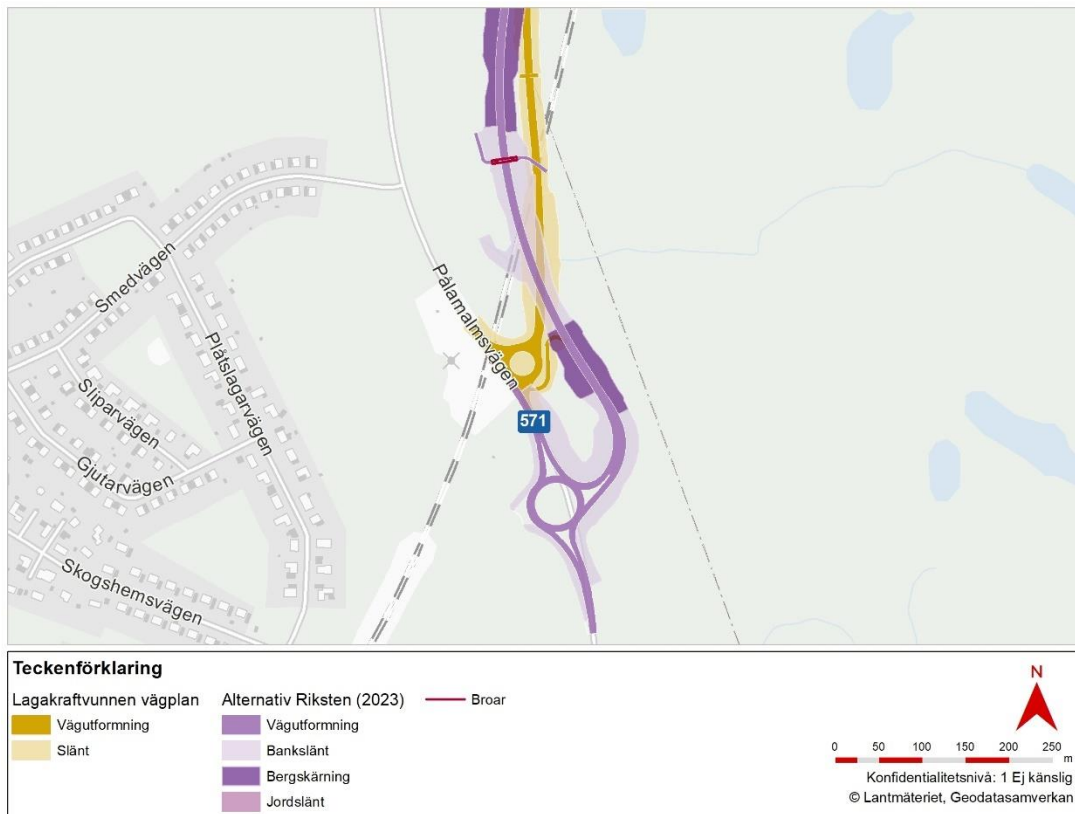 Smedvägen
Plåtslagarvägen
Sliparvägen
Gjutarvägen
Skogshemsvägen
Pålamalmsvägen
571
Teckenförklaring
Lagakraftvunnen vägplan
Vägutformning
Slänt
Alternativ Riksten (2023)
Vägutformning
Bankslänt
Bergskärning
Jordslänt
Broar
N
0 50 100 150 200 250
m
Konfidentialitetsnivå: 1 Ej känslig
© Lantmäteriet, Geodatasamverkan